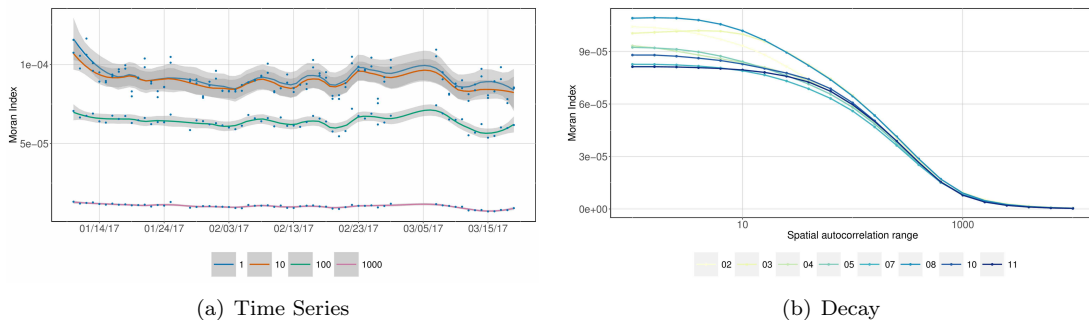 1e−04
5e−05
Moran Index
01/14/17 01/24/17 02/03/17 02/13/17 02/23/17 03/05/17 03/15/17
1 10 100 1000
(a) Time Series
9e−05
6e−05
3e−05
0e+00
Moran Index
10 1000
Spatial autocorrelation range
02 03 04 05 07 08 10 11
(b) Decay